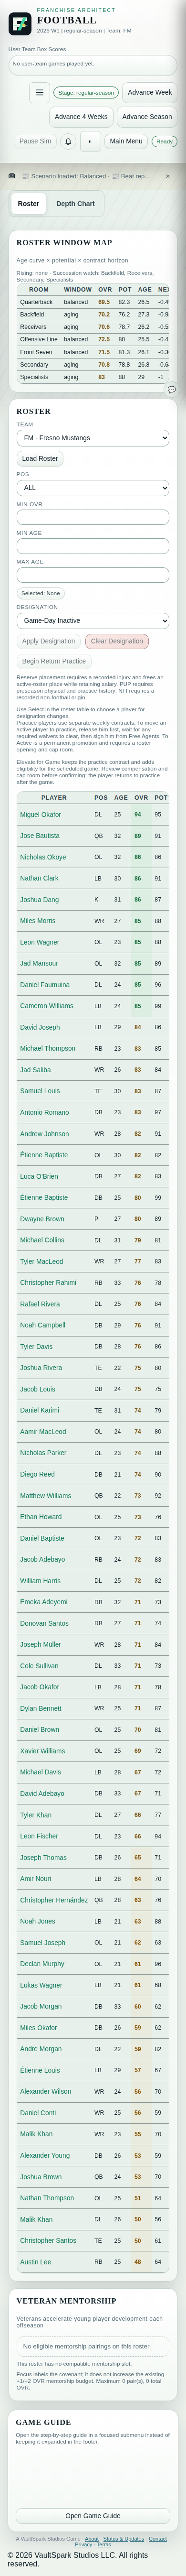 FRANCHISE ARCHITECT
FOOTBALL
2026 W1 | regular-season | Team: FM
User Team Box Scores
No user-team games played yet.
Stage: regular-season
Advance Week
Advance 4 Weeks
Advance Season
Pause Sim
Main Menu
Ready
Scenario loaded: Balanced · Beat rep…
×
Roster
Depth Chart
ROSTER WINDOW MAP
Age curve × potential × contract horizon
Rising: none · Succession watch: Backfield, Receivers, Secondary, Specialists
ROOM WINDOW OVR POT AGE NE
Quarterback balanced 69.5 82.3 26.5 -0.4
Backfield aging 70.2 76.2 27.3 -0.9
Receivers aging 70.6 78.7 26.2 -0.5
Offensive Line balanced 72.5 80 25.5 -0.4
Front Seven balanced 71.5 81.3 26.1 -0.3
Secondary aging 70.8 78.8 26.8 -0.6
Specialists aging 83 88 29 -1
ROSTER
TEAM
FM - Fresno Mustangs
Load Roster
POS
ALL
MIN OVR
MIN AGE
MAX AGE
Selected: None
DESIGNATION
Game-Day Inactive
Apply Designation
Clear Designation
Begin Return Practice
Reserve placement requires a recorded injury and frees an active-roster place while retaining rights. PUP requires preseason physical and practice history; NFI requires a recorded non-football origin.
Use Select in the roster table to choose a player for designation changes.
Practice squad players are separate weekly contracts. To move an active player to practice, release him first, wait for any required waivers to clear, then sign him from Free Agents. To Active is a permanent promotion and requires a roster opening and cap room.
Elevate for Game keeps the practice contract and adds eligibility for the scheduled game. Review compensation and cap room before confirming; the player returns to practice after the game.
PLAYER POS AGE OVR POT
Miguel Okafor DL 25 94 95
Jose Bautista QB 32 89 91
Nicholas Okoye OL 32 86 86
Nathan Clark LB 30 86 91
Joshua Dang K 31 86 87
Miles Morris WR 27 85 88
Leon Wagner OL 23 85 88
Jad Mansour OL 32 85 89
Daniel Faumuina DL 24 85 96
Cameron Williams LB 24 85 99
David Joseph LB 29 84 86
Michael Thompson RB 23 83 85
Jad Saliba WR 26 83 84
Samuel Louis TE 30 83 87
Antonio Romano DB 23 83 97
Andrew Johnson WR 28 82 91
Étienne Baptiste OL 30 82 82
Luca O'Brien DB 27 82 83
Étienne Baptiste DB 25 80 99
Dwayne Brown P 27 80 89
Michael Collins DL 31 79 81
Tyler MacLeod WR 27 77 83
Christopher Rahimi RB 33 76 78
Rafael Rivera DL 25 76 84
Noah Campbell DB 29 76 91
Tyler Davis DB 28 76 86
Joshua Rivera TE 22 75 80
Jacob Louis DB 24 75 75
Daniel Karimi TE 31 74 79
Aamir MacLeod OL 24 74 80
Nicholas Parker DL 23 74 88
Diego Reed DB 21 74 90
Matthew Williams QB 22 73 92
Ethan Howard OL 25 73 76
Daniel Baptiste OL 23 72 83
Jacob Adebayo RB 24 72 83
William Harris DL 25 72 82
Emeka Adeyemi RB 32 71 73
Donovan Santos RB 27 71 74
Joseph Müller WR 28 71 84
Cole Sullivan DL 33 71 73
Jacob Okafor LB 28 71 78
Dylan Bennett WR 25 71 87
Daniel Brown OL 25 70 81
Xavier Williams OL 25 69 72
Michael Davis LB 28 67 72
David Adebayo DB 33 67 71
Tyler Khan DL 27 66 77
Leon Fischer DL 23 66 94
Joseph Thomas DB 26 65 71
Amir Nouri LB 28 64 70
Christopher Hernández QB 28 63 76
Noah Jones LB 21 63 88
Samuel Joseph OL 21 62 63
Declan Murphy OL 21 61 96
Lukas Wagner LB 21 61 68
Jacob Morgan DB 33 60 62
Miles Okafor DB 26 59 62
Andre Morgan DL 22 59 82
Étienne Louis LB 29 57 67
Alexander Wilson WR 24 56 70
Daniel Conti WR 25 56 59
Malik Khan WR 23 55 70
Alexander Young DB 26 53 59
Joshua Brown QB 24 53 70
Nathan Thompson OL 25 51 64
Malik Khan DL 26 50 56
Christopher Santos TE 25 50 61
Austin Lee RB 25 48 64
VETERAN MENTORSHIP
Veterans accelerate young player development each offseason
No eligible mentorship pairings on this roster.
This roster has no compatible mentorship slot.
Focus labels the covenant; it does not increase the existing +1/+2 OVR mentorship budget. Maximum 0 pair(s), 0 total OVR.
GAME GUIDE
Open the step-by-step guide in a focused modal instead of keeping it expanded in the footer.
Open Game Guide
A VaultSpark Studios Game · About · Status & Updates · Contact · Privacy · Terms
© 2026 VaultSpark Studios LLC. All rights reserved.